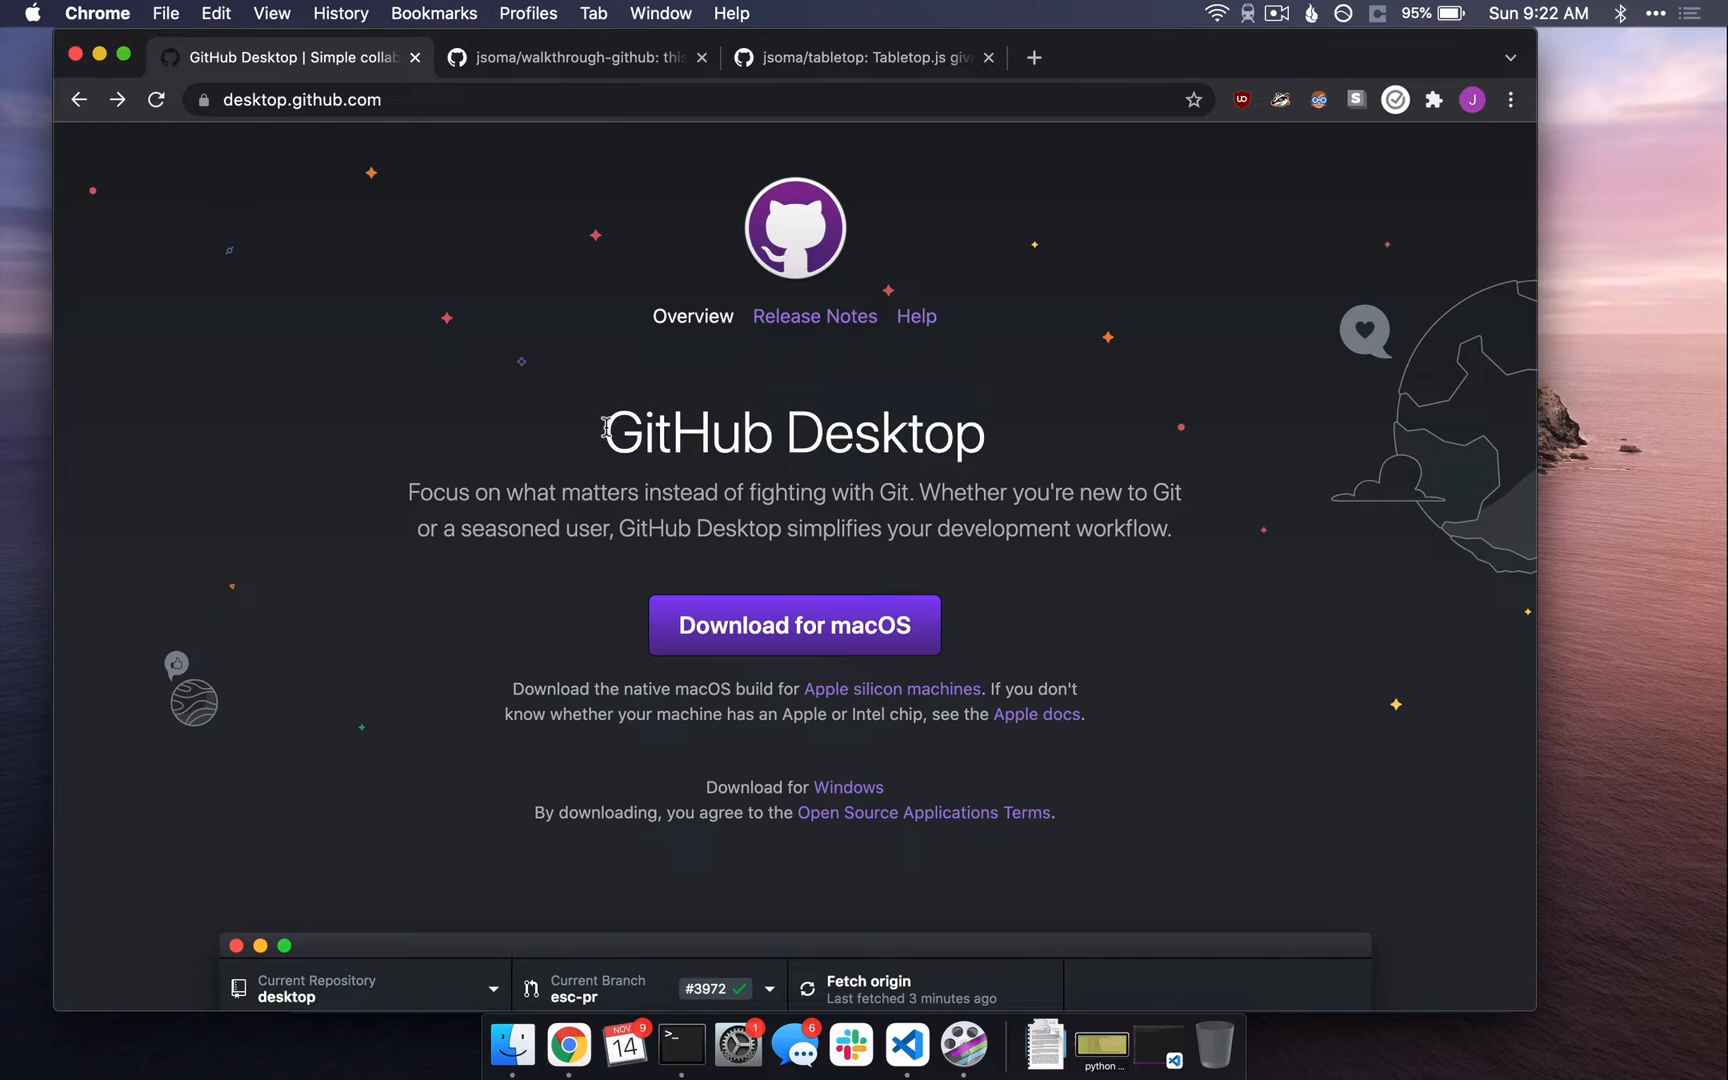 Chrome File Edit View History Bookmarks Profiles Tab Window Help 95% Sun 9:22 AM
GitHub Desktop | Simple collab
jsoma/walkthrough-github: this
jsoma/tabletop: Tabletop.js give
desktop.github.com
J
Overview Release Notes Help
GitHub Desktop
Focus on what matters instead of fighting with Git. Whether you're new to Git
or a seasoned user, GitHub Desktop simplifies your development workflow.
Download for macOS
Download the native macOS build for Apple silicon machines. If you don't
know whether your machine has an Apple or Intel chip, see the Apple docs.
Download for Windows
By downloading, you agree to the Open Source Applications Terms.
Current Repository
desktop
Current Branch
esc-pr
#3972
Fetch origin
Last fetched 3 minutes ago
NOV 9
14
1
6
python ...